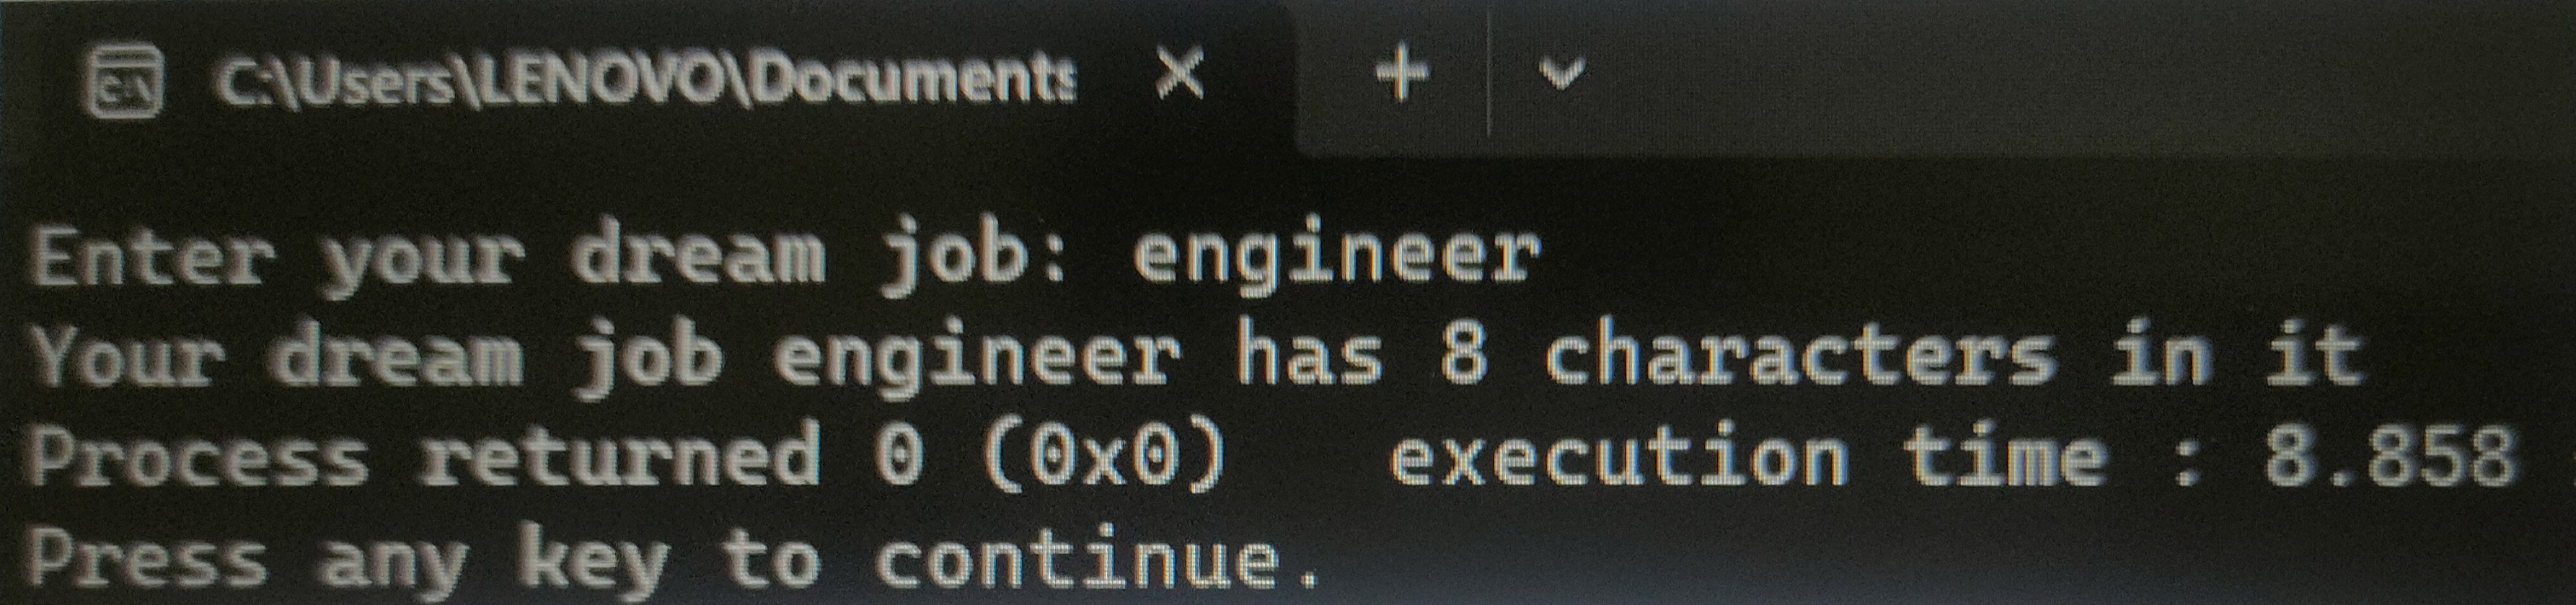 C:\Users\LENOVO\Documents
Enter your dream job: engineer
Your dream job engineer has 8 characters in it
Process returned 0 (0x0)   execution time : 8.858
Press any key to continue.